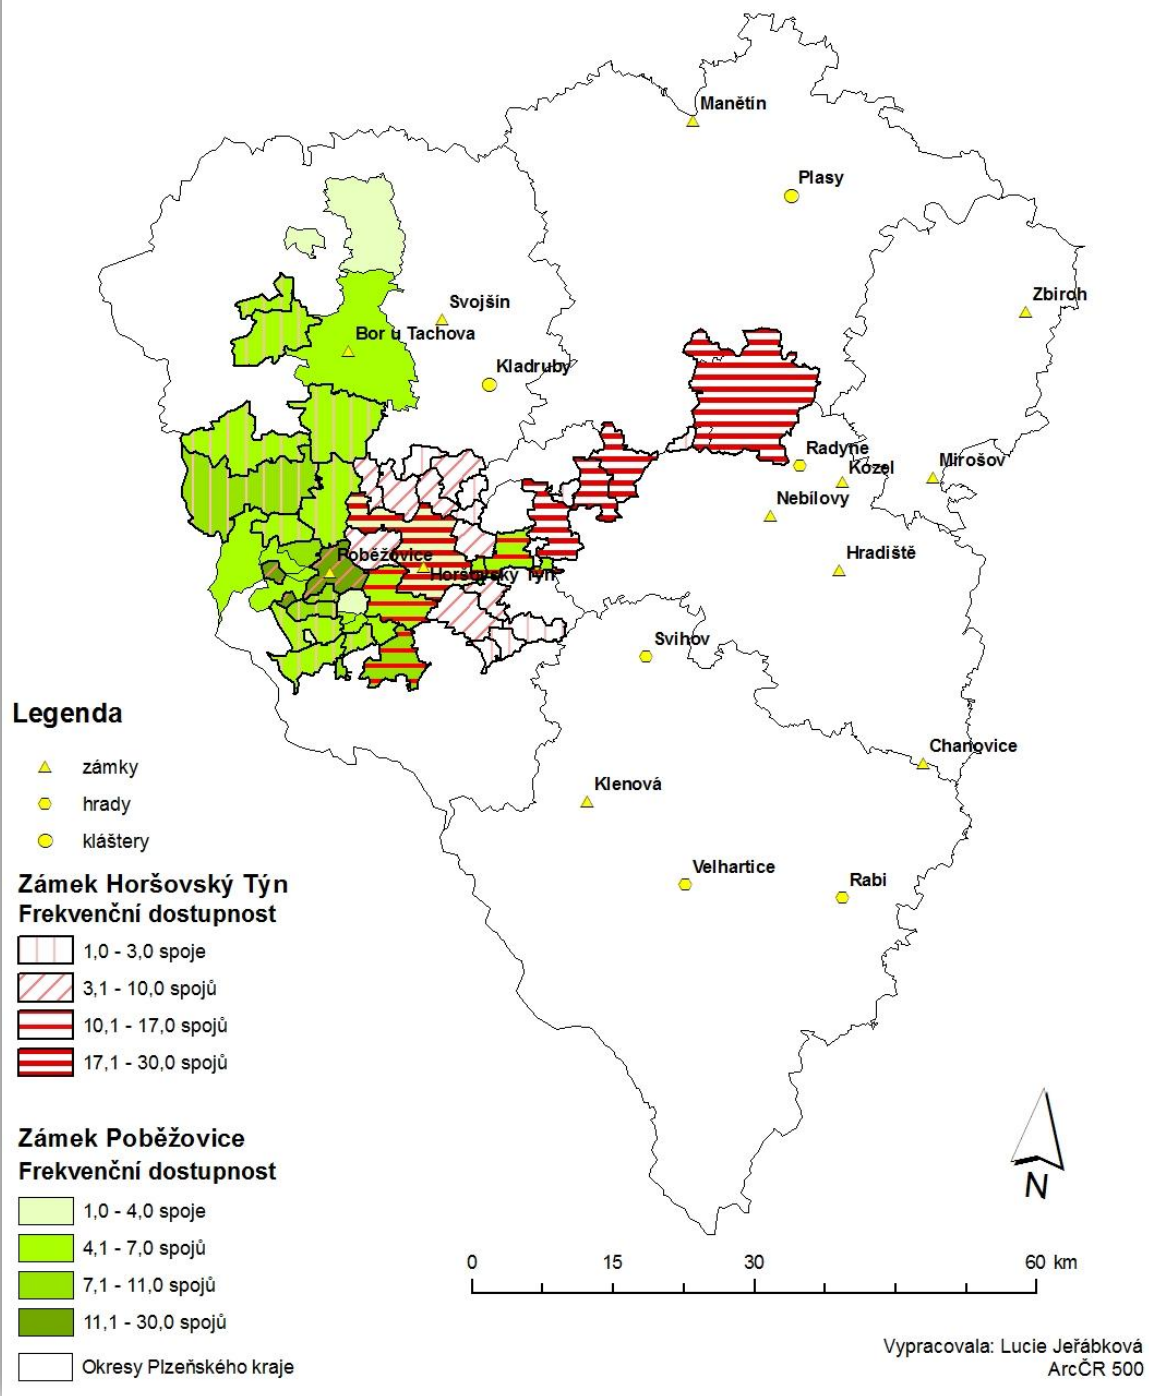 Manětín
Plasy
Zbiroh
Svojšín
Bor u Tachova
Kladruby
Radyne
Kozel
Mirošov
Nebílovy
Hradiště
Poběžovice
Horšovský Týn
Svihov
Chanovice
Klenová
Velhartice
Rabi
Legenda
zámky
hrady
kláštery
Zámek Horšovský Týn
Frekvenční dostupnost
1,0 - 3,0 spoje
3,1 - 10,0 spojů
10,1 - 17,0 spojů
17,1 - 30,0 spojů
Zámek Poběžovice
Frekvenční dostupnost
1,0 - 4,0 spoje
4,1 - 7,0 spojů
7,1 - 11,0 spojů
11,1 - 30,0 spojů
Okresy Plzeňského kraje
N
0 15 30 60 km
Vypracovala: Lucie Jeřábková
ArcČR 500